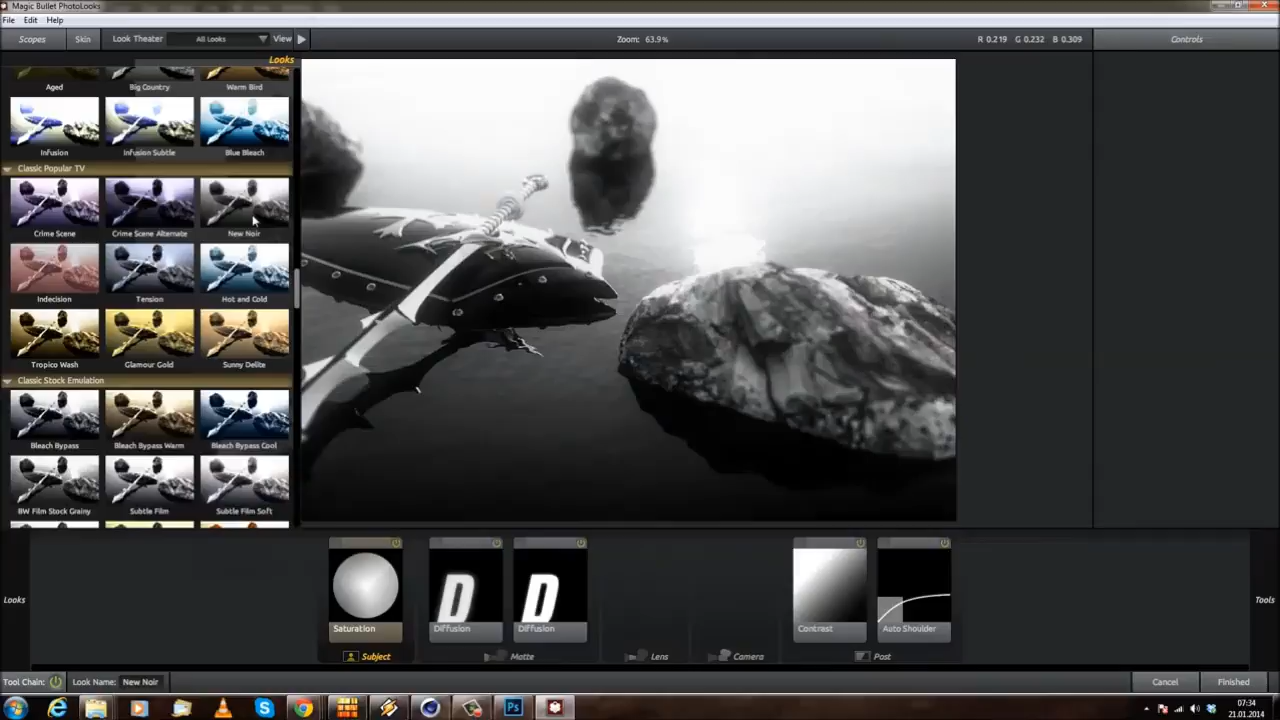 Magic Bullet PhotoLooks
File Edit Help
Scopes Skin Look Theater All Looks View Zoom: 63.9% R 0.219 G 0.232 B 0.309 Controls
Looks
Aged Big Country Warm Bird
Infusion Infusion Subtle Blue Bleach
Classic Popular TV
Crime Scene Crime Scene Alternate New Noir
Indecision Tension Hot and Cold
Tropico Wash Glamour Gold Sunny Delite
Classic Stock Emulation
Bleach Bypass Bleach Bypass Warm Bleach Bypass Cool
BW Film Stock Grainy Subtle Film Subtle Film Soft
D D
Looks Tools
Saturation Diffusion Diffusion Contrast Auto Shoulder
Subject Matte Lens Camera Post
Tool Chain: Look Name: New Noir Cancel Finished
Ps
07:34
21.01.2014